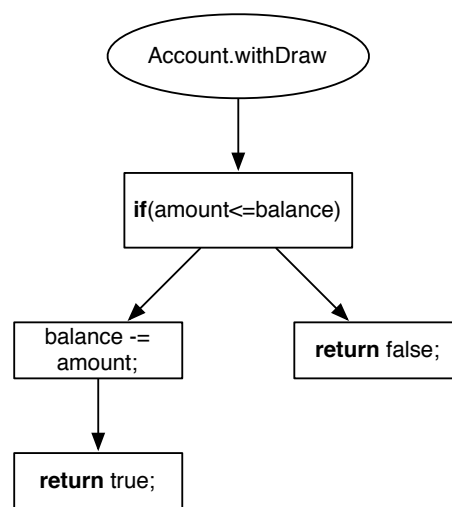 Account.withDraw
if(amount<=balance)
balance -=
amount;
return false;
return true;